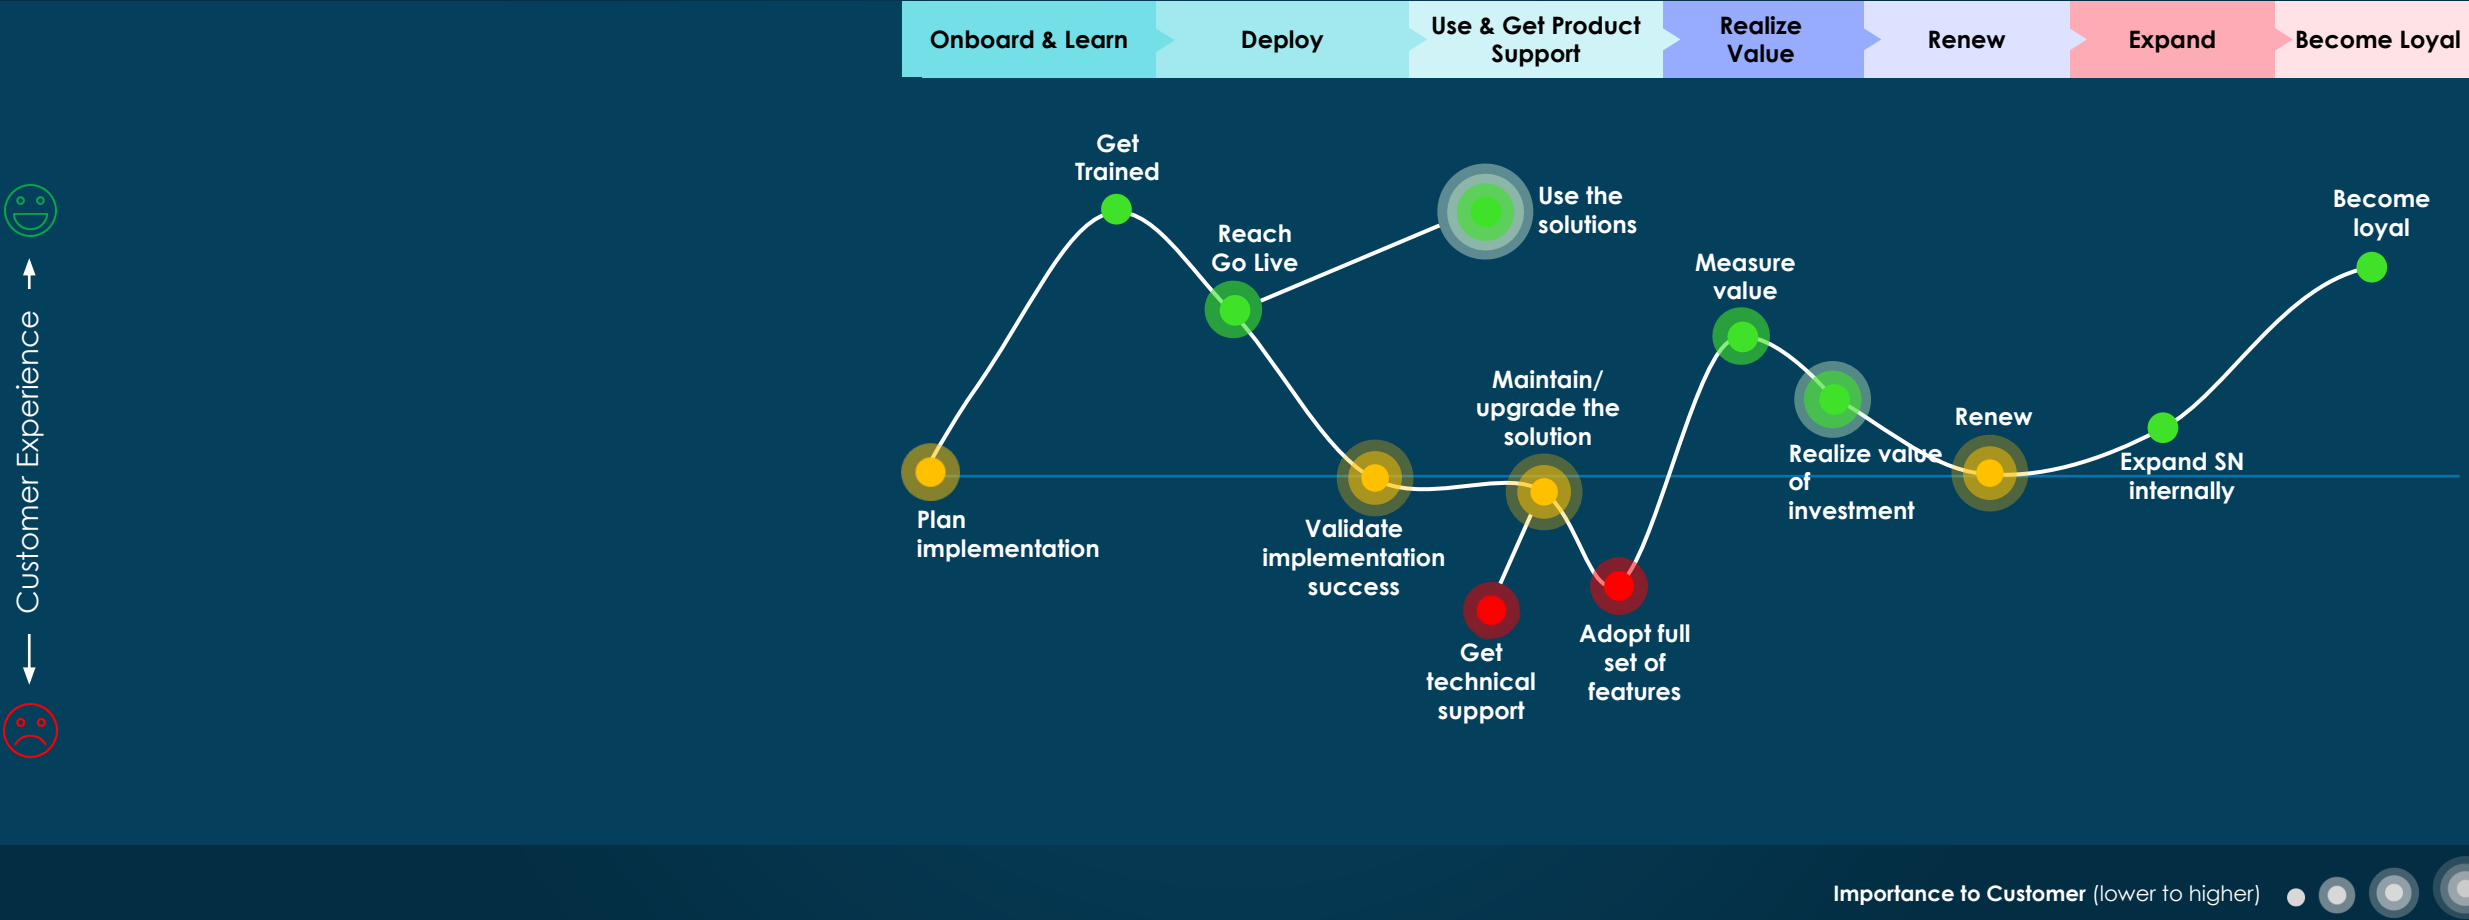 Onboard & Learn
Deploy
Use & Get Product
Support
Realize
Value
Renew
Expand
Become Loyal
Customer Experience
Get
Trained
Reach
Go Live
Use the
solutions
Measure
value
Become
loyal
Maintain/
upgrade the
solution
Renew
Realize value
of
investment
Expand SN
internally
Plan
implementation
Validate
implementation
success
Get
technical
support
Adopt full
set of
features
Importance to Customer (lower to higher)